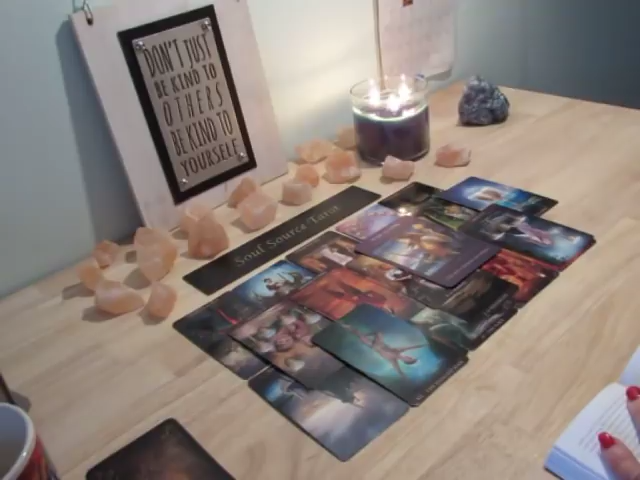 DON'T JUST
BE KIND TO
OTHERS
BE KIND TO
YOURSELF
Soul Source Tarot